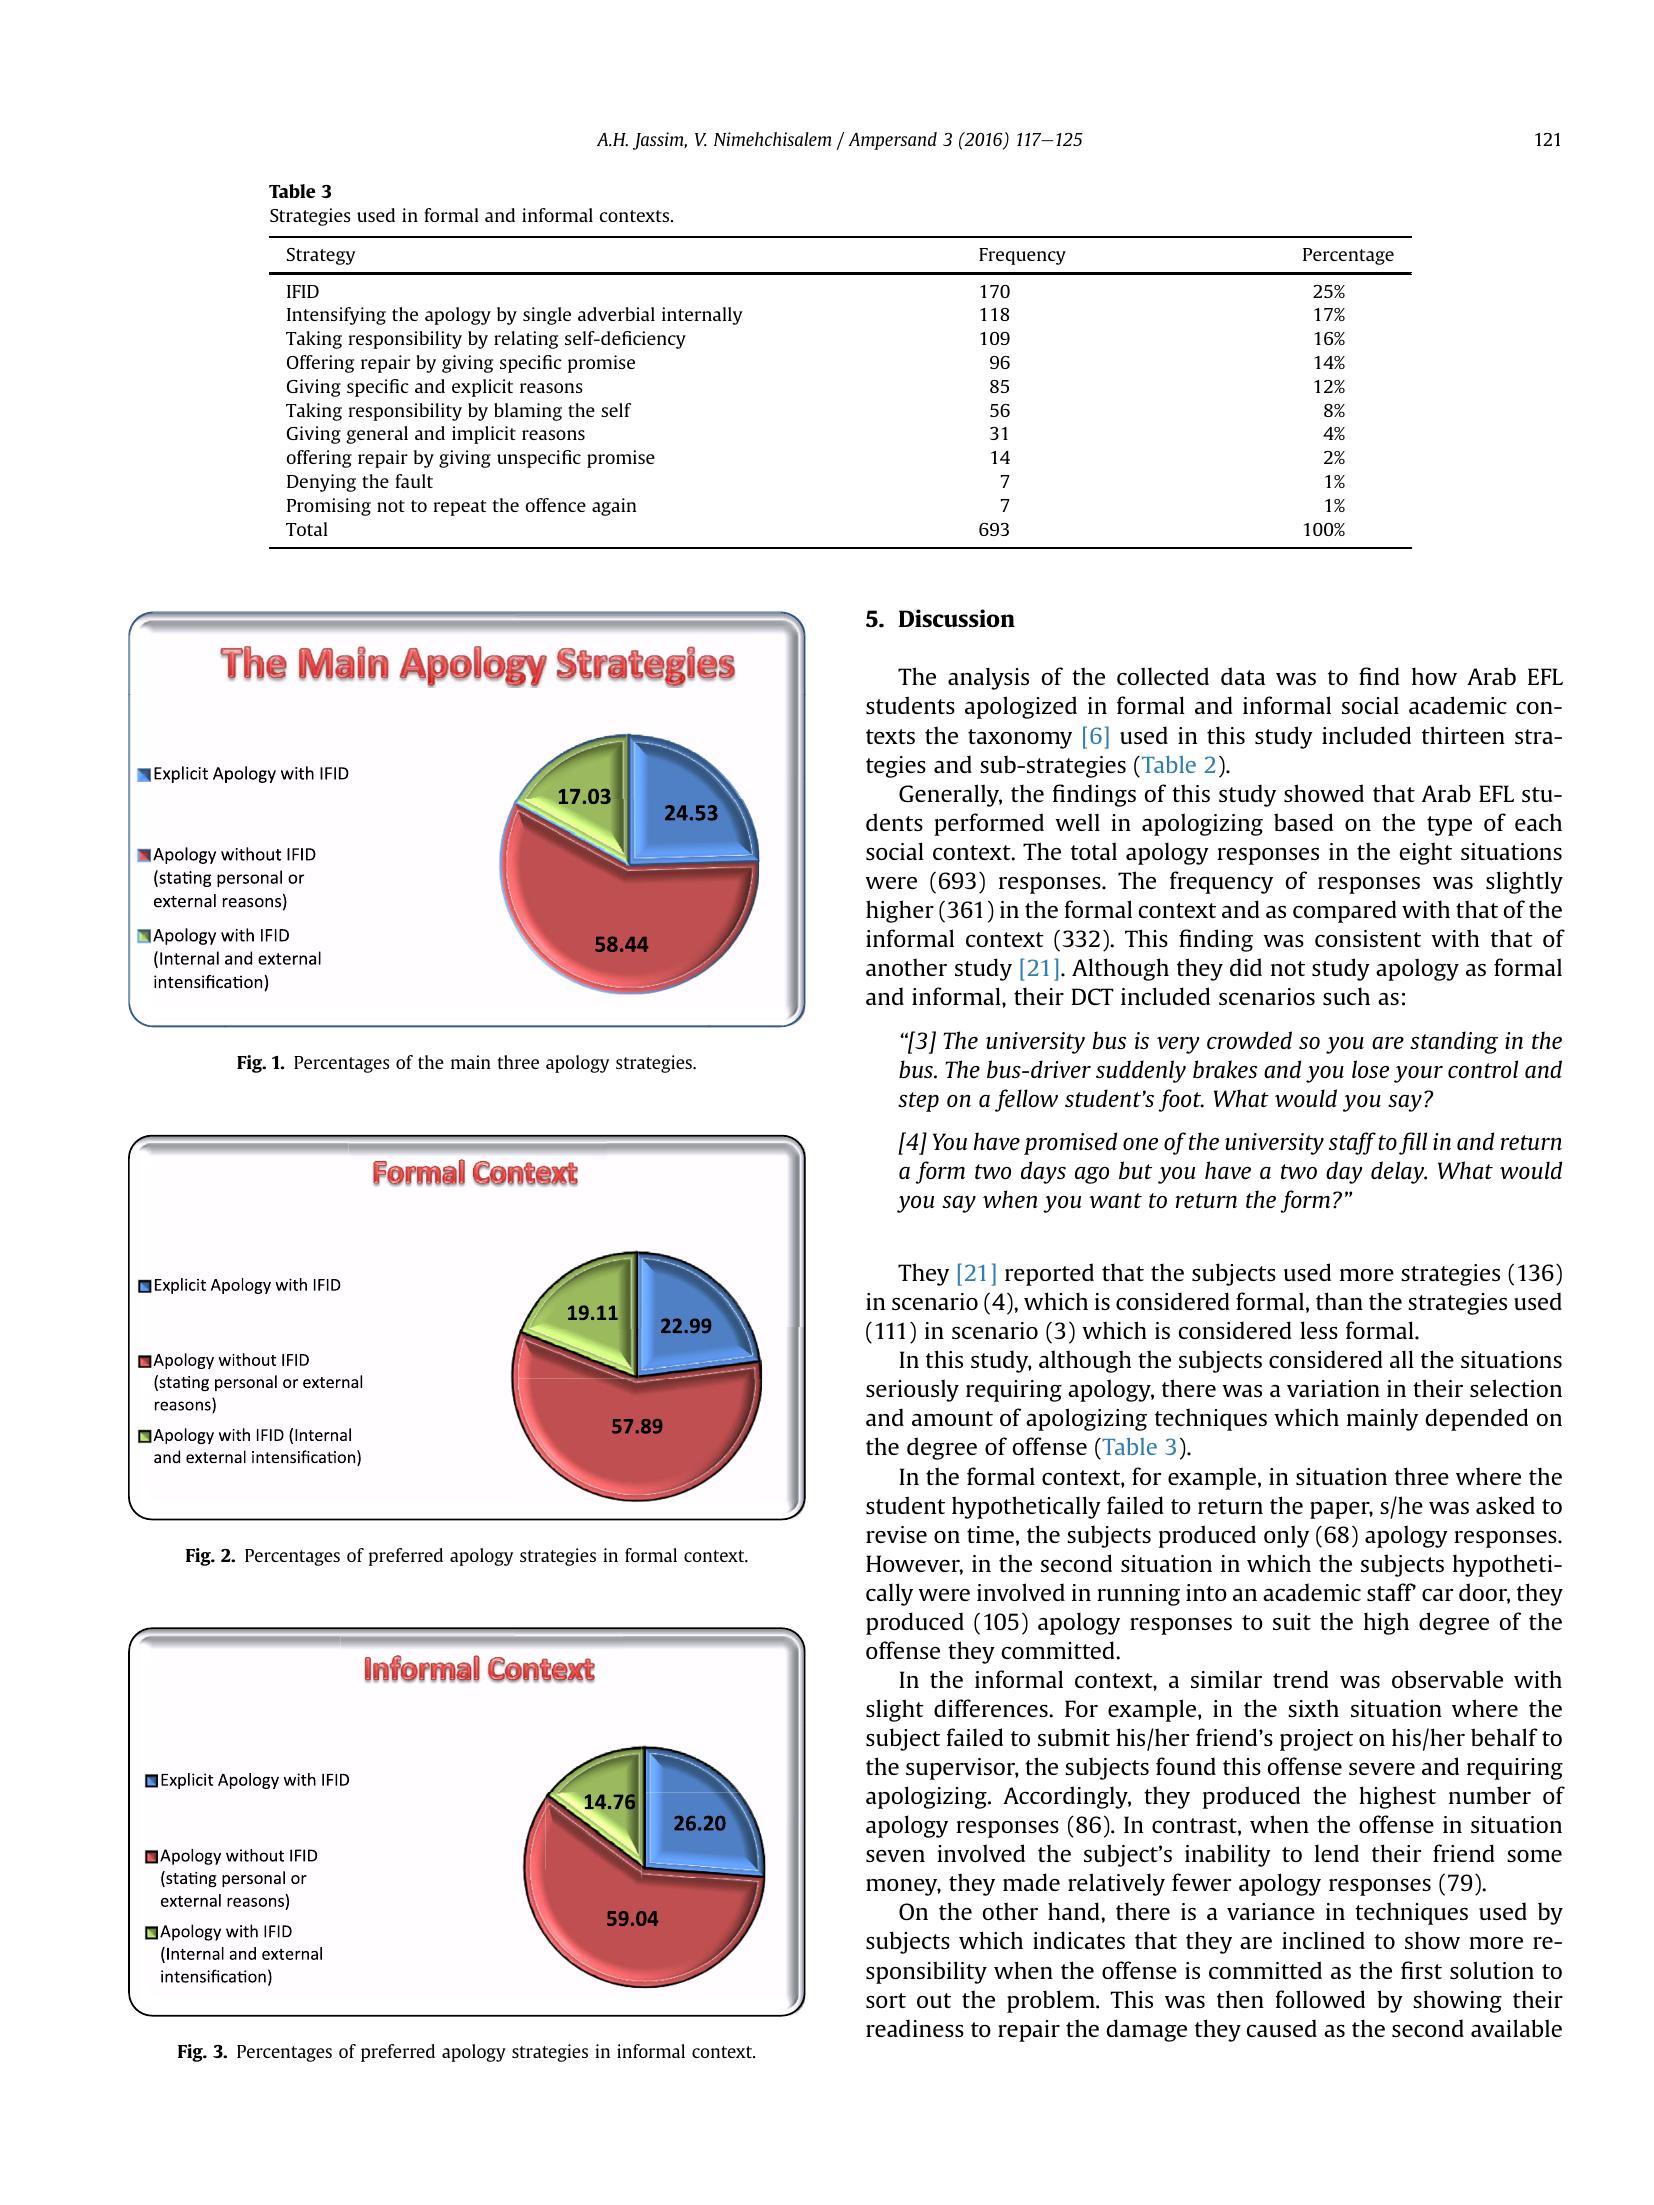 A.H. Jassim, V. Nimehchisalem / Ampersand 3 (2016) 117–125
121
Table 3
Strategies used in formal and informal contexts.
Strategy Frequency Percentage
IFID 170 25%
Intensifying the apology by single adverbial internally 118 17%
Taking responsibility by relating self-deficiency 109 16%
Offering repair by giving specific promise 96 14%
Giving specific and explicit reasons 85 12%
Taking responsibility by blaming the self 56 8%
Giving general and implicit reasons 31 4%
offering repair by giving unspecific promise 14 2%
Denying the fault 7 1%
Promising not to repeat the offence again 7 1%
Total 693 100%
The Main Apology Strategies
Explicit Apology with IFID
Apology without IFID
(stating personal or
external reasons)
Apology with IFID
(Internal and external
intensification)
17.03
24.53
58.44
Fig. 1. Percentages of the main three apology strategies.
Formal Context
Explicit Apology with IFID
Apology without IFID
(stating personal or external
reasons)
Apology with IFID (Internal
and external intensification)
19.11
22.99
57.89
Fig. 2. Percentages of preferred apology strategies in formal context.
Informal Context
Explicit Apology with IFID
Apology without IFID
(stating personal or
external reasons)
Apology with IFID
(Internal and external
intensification)
14.76
26.20
59.04
Fig. 3. Percentages of preferred apology strategies in informal context.
5. Discussion
The analysis of the collected data was to find how Arab EFL
students apologized in formal and informal social academic con-
texts the taxonomy [6] used in this study included thirteen stra-
tegies and sub-strategies (Table 2).
Generally, the findings of this study showed that Arab EFL stu-
dents performed well in apologizing based on the type of each
social context. The total apology responses in the eight situations
were (693) responses. The frequency of responses was slightly
higher (361) in the formal context and as compared with that of the
informal context (332). This finding was consistent with that of
another study [21]. Although they did not study apology as formal
and informal, their DCT included scenarios such as:
“[3] The university bus is very crowded so you are standing in the
bus. The bus-driver suddenly brakes and you lose your control and
step on a fellow student’s foot. What would you say?
[4] You have promised one of the university staff to fill in and return
a form two days ago but you have a two day delay. What would
you say when you want to return the form?”
They [21] reported that the subjects used more strategies (136)
in scenario (4), which is considered formal, than the strategies used
(111) in scenario (3) which is considered less formal.
In this study, although the subjects considered all the situations
seriously requiring apology, there was a variation in their selection
and amount of apologizing techniques which mainly depended on
the degree of offense (Table 3).
In the formal context, for example, in situation three where the
student hypothetically failed to return the paper, s/he was asked to
revise on time, the subjects produced only (68) apology responses.
However, in the second situation in which the subjects hypotheti-
cally were involved in running into an academic staff’ car door, they
produced (105) apology responses to suit the high degree of the
offense they committed.
In the informal context, a similar trend was observable with
slight differences. For example, in the sixth situation where the
subject failed to submit his/her friend’s project on his/her behalf to
the supervisor, the subjects found this offense severe and requiring
apologizing. Accordingly, they produced the highest number of
apology responses (86). In contrast, when the offense in situation
seven involved the subject’s inability to lend their friend some
money, they made relatively fewer apology responses (79).
On the other hand, there is a variance in techniques used by
subjects which indicates that they are inclined to show more re-
sponsibility when the offense is committed as the first solution to
sort out the problem. This was then followed by showing their
readiness to repair the damage they caused as the second available